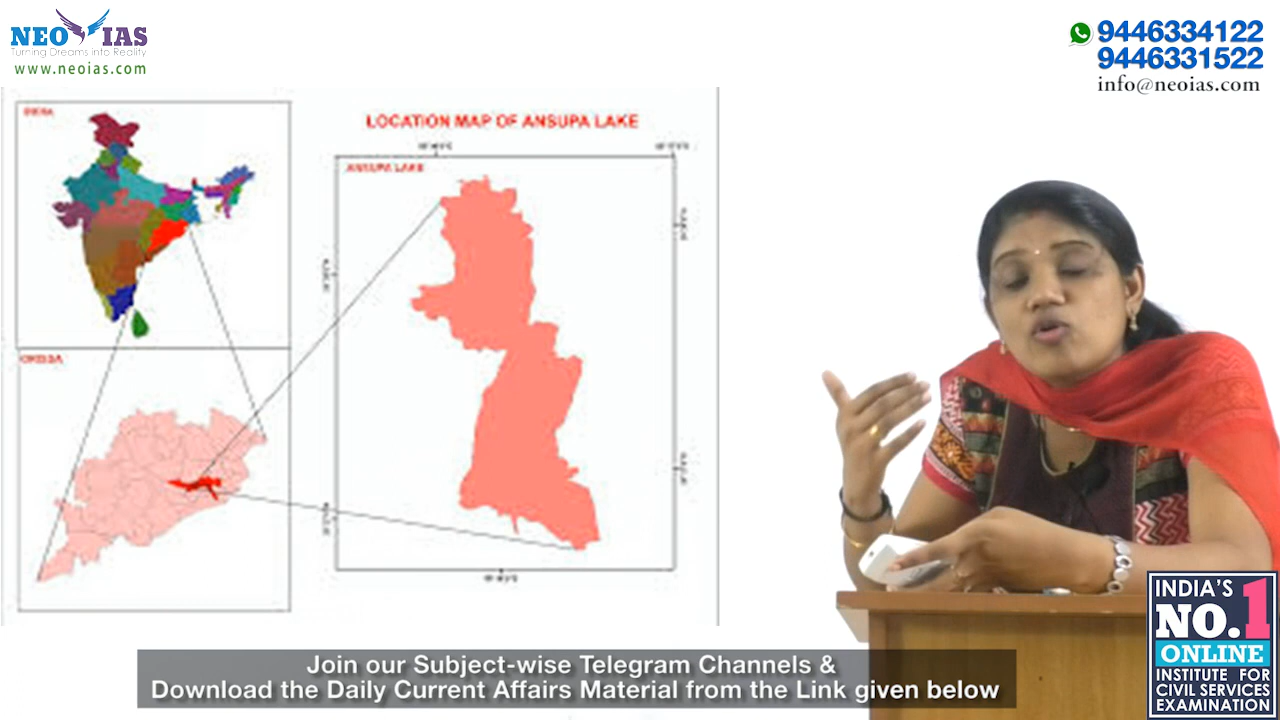 NEO IAS
Turning Dreams into Reality
www.neoias.com
9446334122
9446331522
info@neoias.com
LOCATION MAP OF ANSUPA LAKE
ANSUPA LAKE
ORISSA
Join our Subject-wise Telegram Channels &
Download the Daily Current Affairs Material from the Link given below
INDIA'S
NO.1
ONLINE
INSTITUTE FOR
CIVIL SERVICES
EXAMINATION